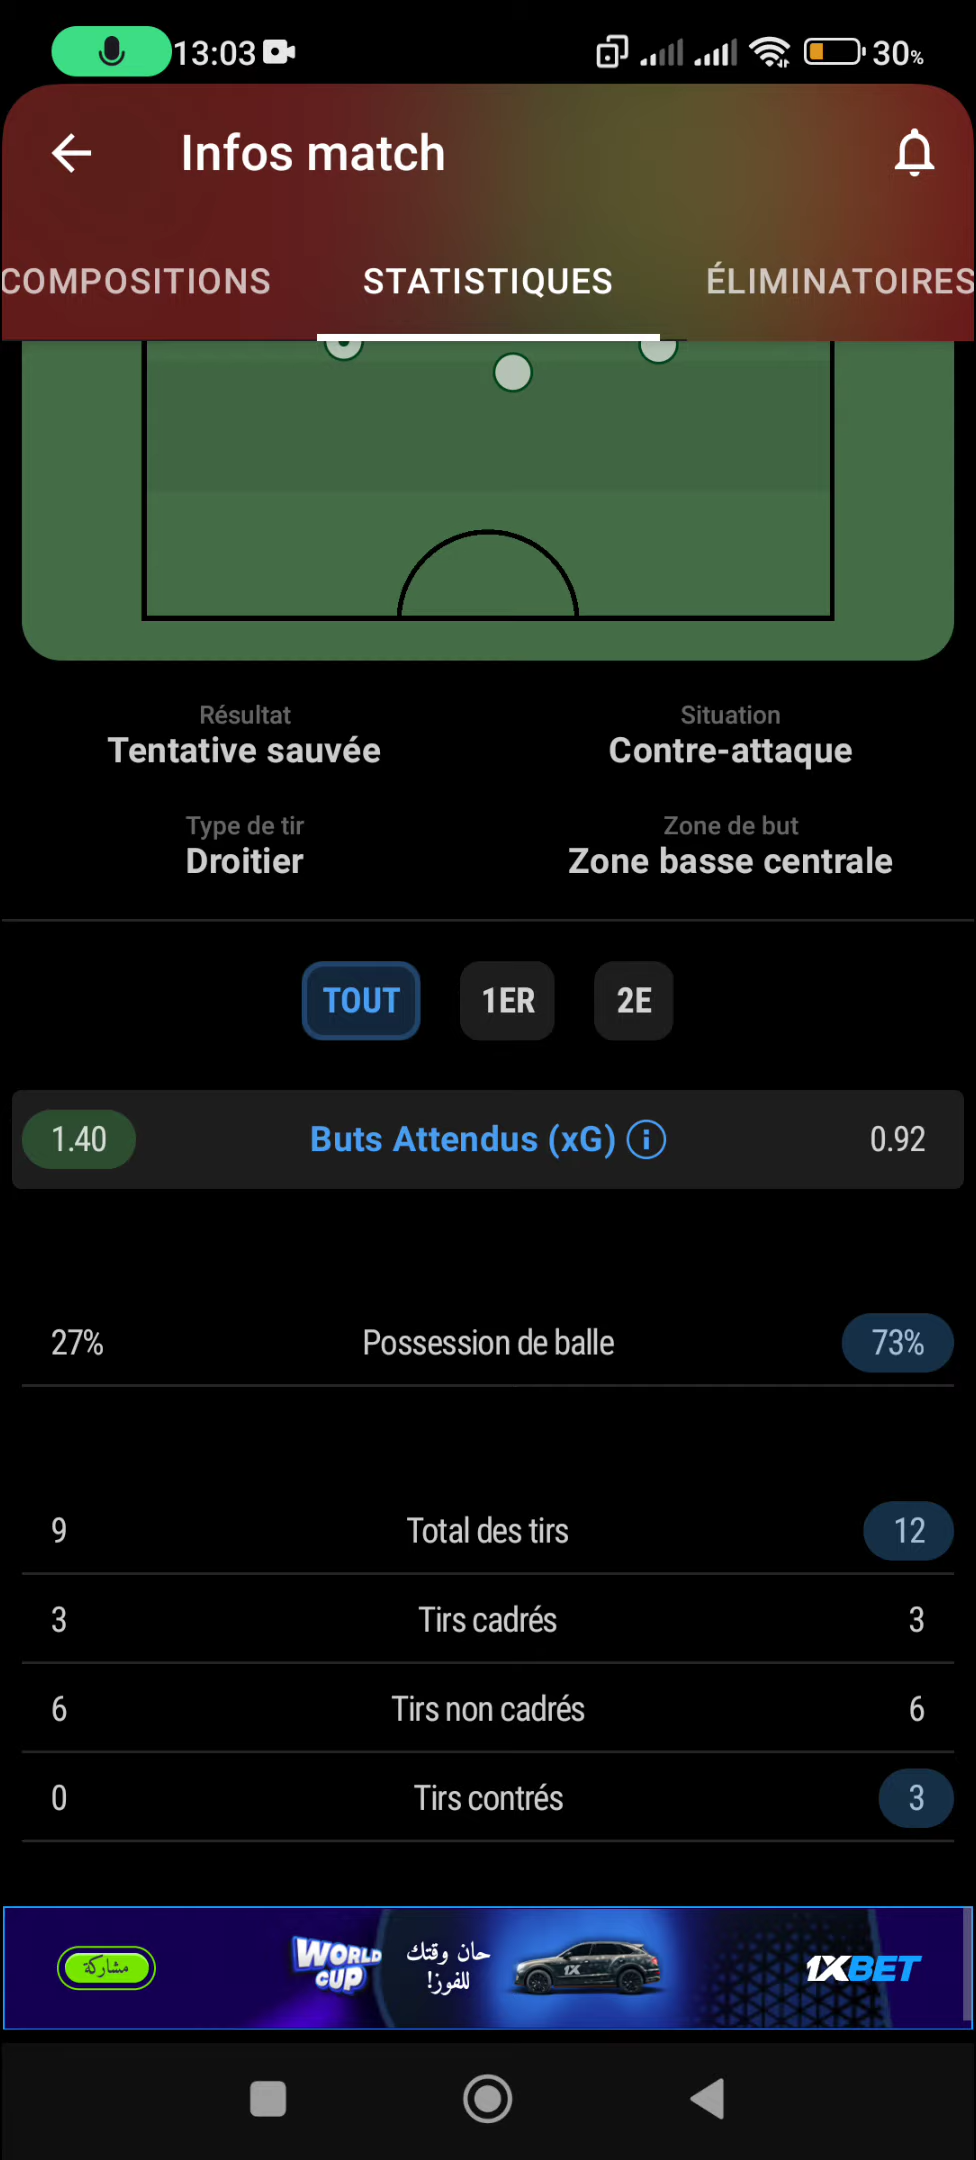 13:03
30%
Infos match
COMPOSITIONS
STATISTIQUES
ÉLIMINATOIRES
Résultat
Tentative sauvée
Situation
Contre-attaque
Type de tir
Droitier
Zone de but
Zone basse centrale
TOUT
1ER
2E
1.40
Buts Attendus (xG)
0.92
27%
Possession de balle
73%
9
Total des tirs
12
3
Tirs cadrés
3
6
Tirs non cadrés
6
0
Tirs contrés
3
مشاركة
WORLD
CUP
حان وقتك
للفوز!
1X
1XBET